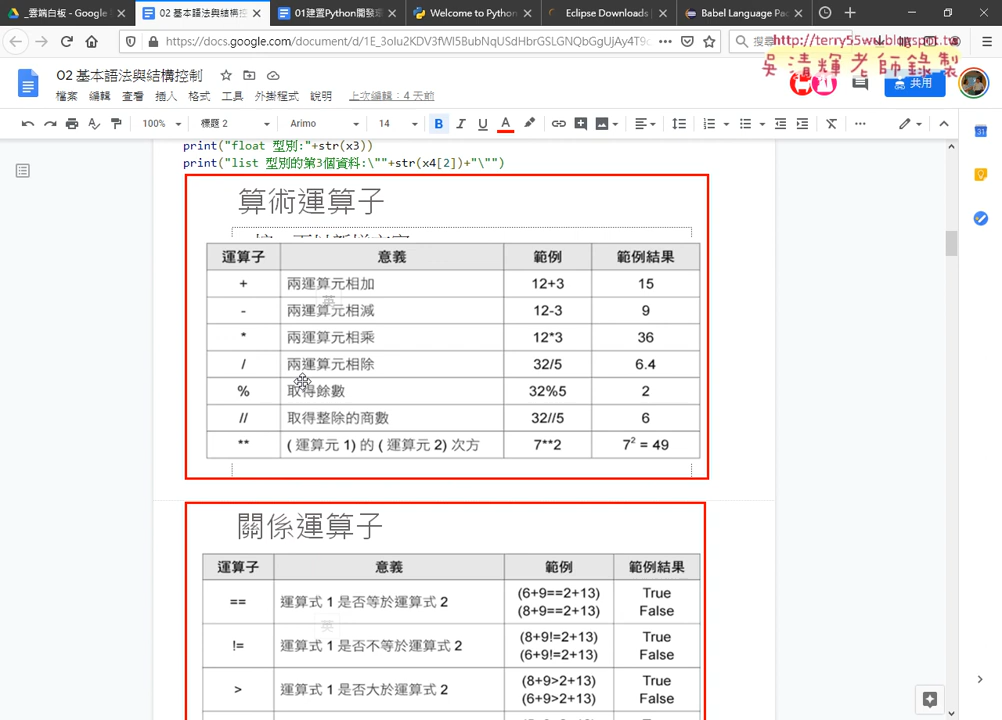 _雲端白板 - Google
02 基本語法與結構控
01建置Python開發環
Welcome to Python
Eclipse Downloads
Babel Language Pac
https://docs.google.com/document/d/1E_3olu2KDV3fWI5BubNqUSdHbrGSLGNQbGgUjAy4T9c
http://terry55wu.blogspot.tw
吳清輝老師錄製
02 基本語法與結構控制
檔案 編輯 查看 插入 格式 工具 外掛程式 說明 上次編輯：4 天前
共用
100% 標題 2 Arimo 14 B I U A
print("float 型別:"+str(x3))
print("list 型別的第3個資料:\""+str(x4[2])+"\"")
算術運算子
運算子 意義 範例 範例結果
+ 兩運算元相加 12+3 15
- 兩運算元相減 12-3 9
* 兩運算元相乘 12*3 36
/ 兩運算元相除 32/5 6.4
% 取得餘數 32%5 2
// 取得整除的商數 32//5 6
** ( 運算元 1) 的 ( 運算元 2) 次方 7**2 7² = 49
關係運算子
運算子 意義 範例 範例結果
== 運算式 1 是否等於運算式 2 (6+9==2+13) True
(8+9==2+13) False
!= 運算式 1 是否不等於運算式 2 (8+9!=2+13) True
(6+9!=2+13) False
> 運算式 1 是否大於運算式 2 (8+9>2+13) True
(6+9>2+13) False